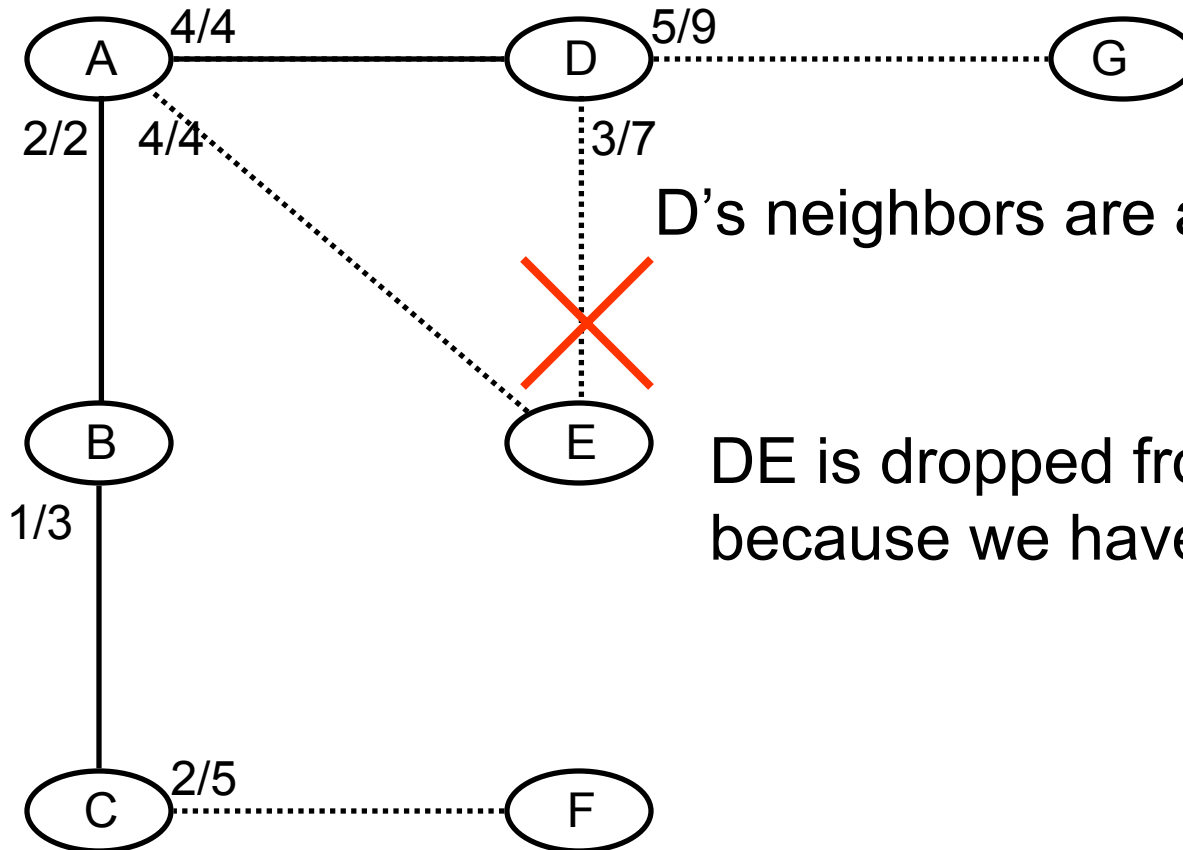 4/4
5/9
A
D
G
2/2
4/4
3/7
D’s neighbors are a
B
E
DE is dropped fro
1/3
because we have
2/5
C
F